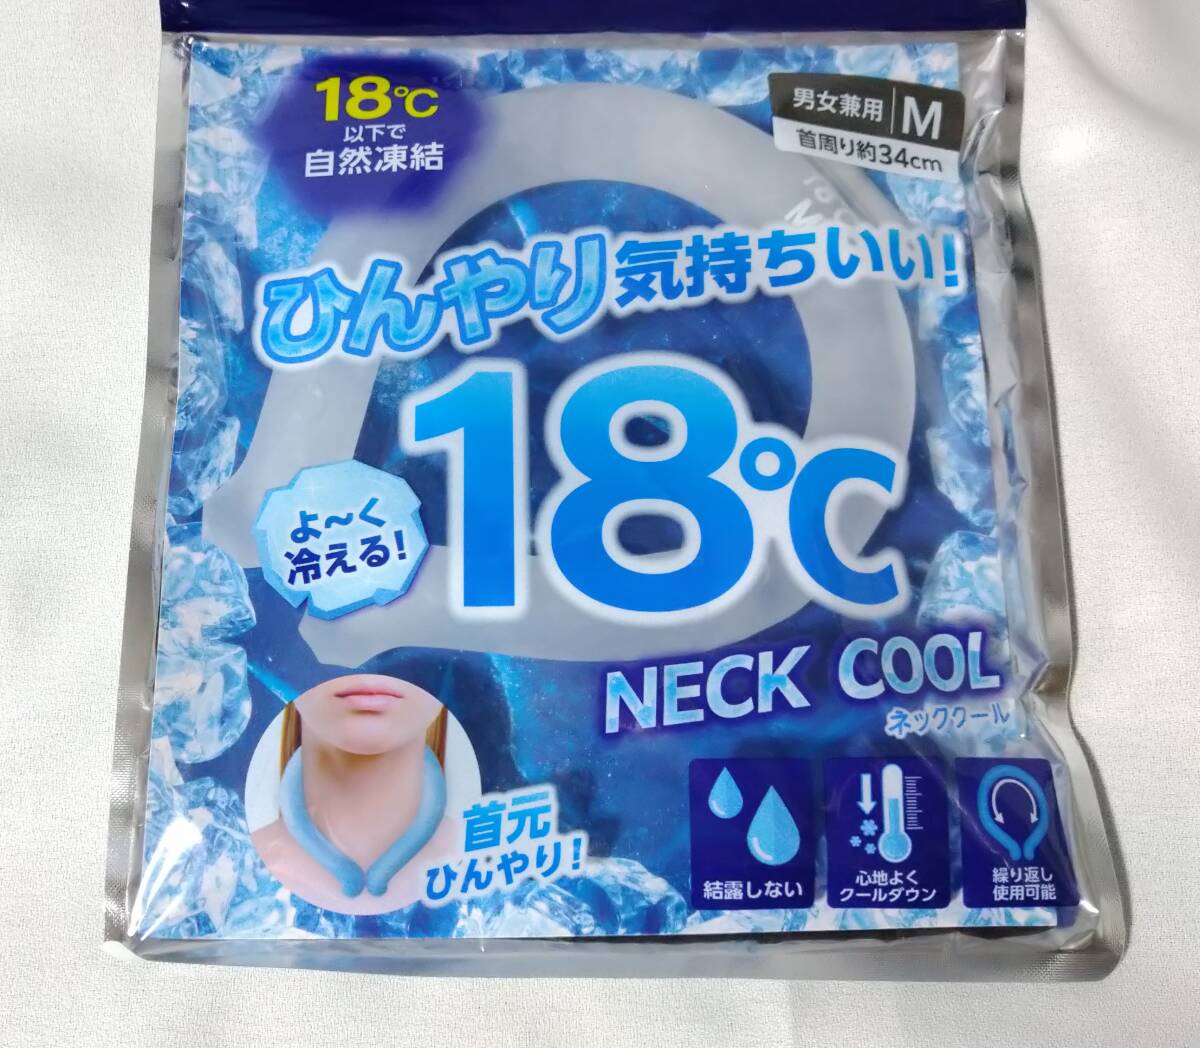 18℃
以下で
自然凍結
男女兼用 M
首周り約34cm
ひんやり気持ちいい!
18℃
よ～く
冷える!
NECK COOL
ネッククール
首元
ひんやり!
結露しない
心地よく
クールダウン
繰り返し
使用可能